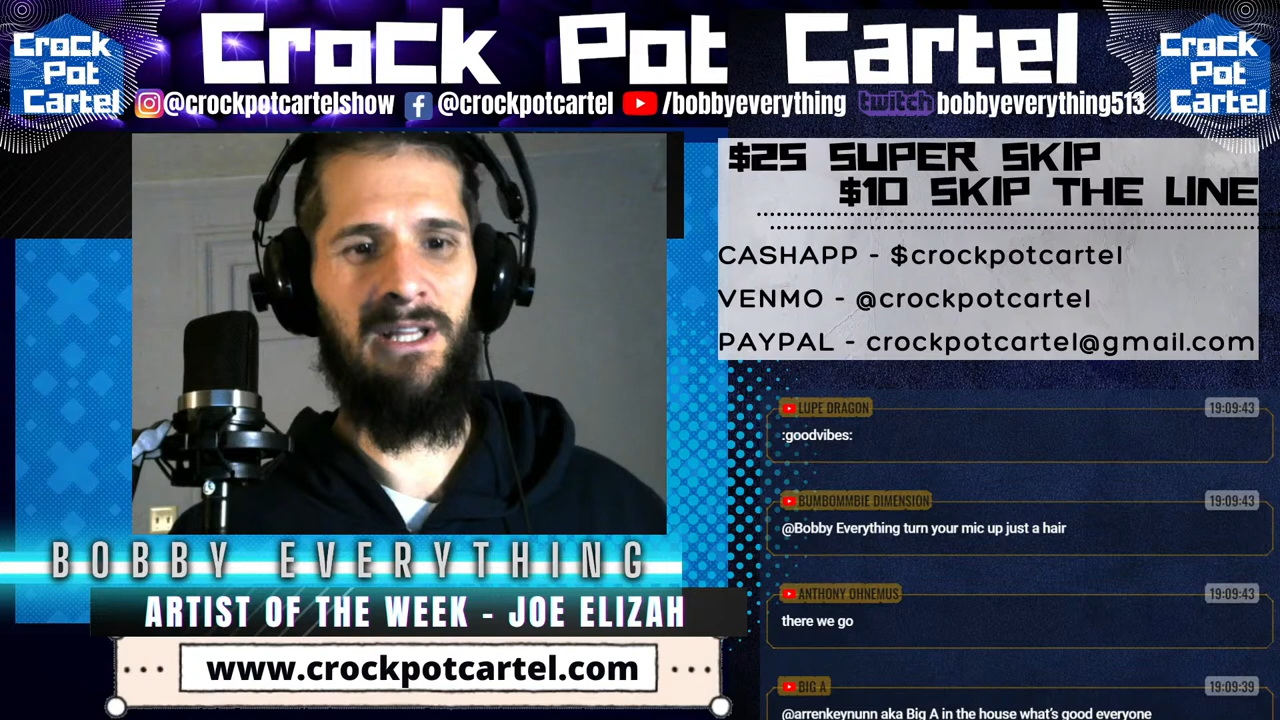 Crock Pot Cartel
Crock
Pot
Cartel
Crock
Pot
Cartel
@crockpotcartelshow @crockpotcartel /bobbyeverything twitch bobbyeverything513
$25 SUPER SKIP
$10 SKIP THE LINE
CASHAPP - $crockpotcartel
VENMO - @crockpotcartel
PAYPAL - crockpotcartel@gmail.com
LUPE DRAGON 19:09:43
:goodvibes:
BUMBOMMBIE DIMENSION 19:09:43
@Bobby Everything turn your mic up just a hair
ANTHONY OHNEMUS 19:09:43
there we go
BIG A 19:09:39
@arrenkeynunn aka Big A in the house what's good everyone
BOBBY EVERYTHING
ARTIST OF THE WEEK - JOE ELIZAH
www.crockpotcartel.com